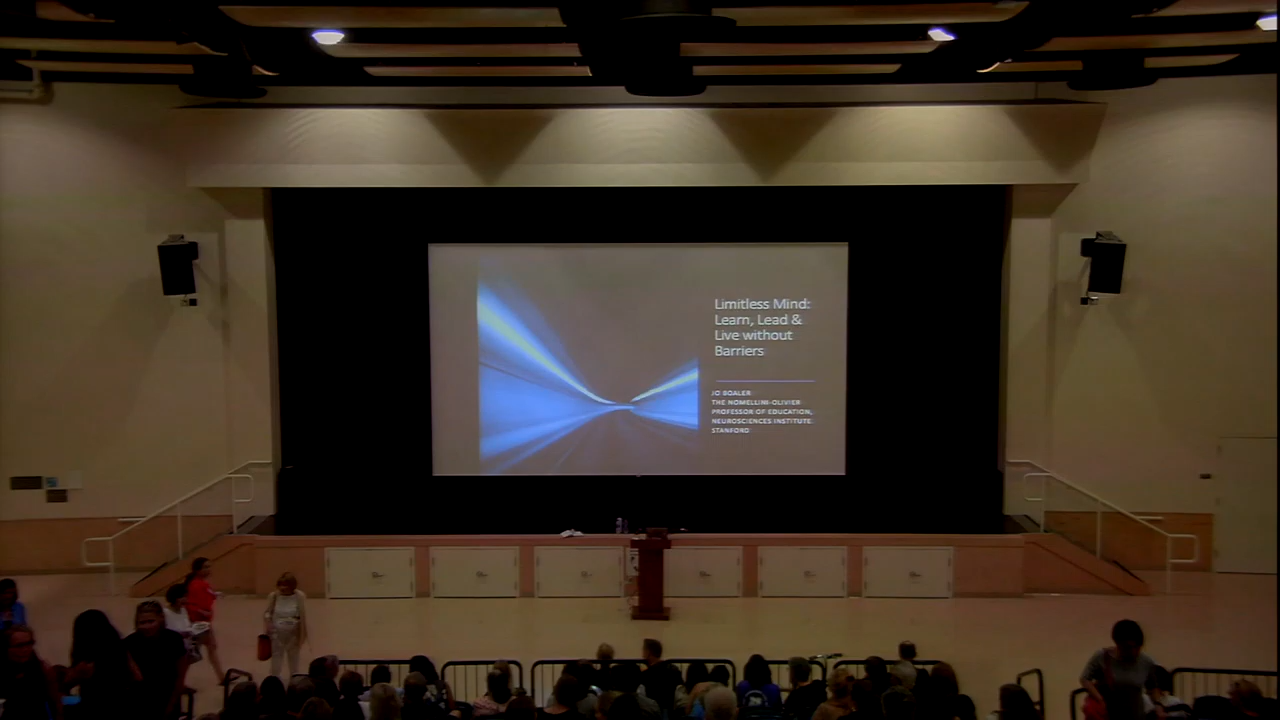 Limitless Mind:
Learn, Lead &
Live without
Barriers
JO BOALER
THE NOMELLINI-OLIVIER
PROFESSOR OF EDUCATION,
NEUROSCIENCES INSTITUTE
STANFORD